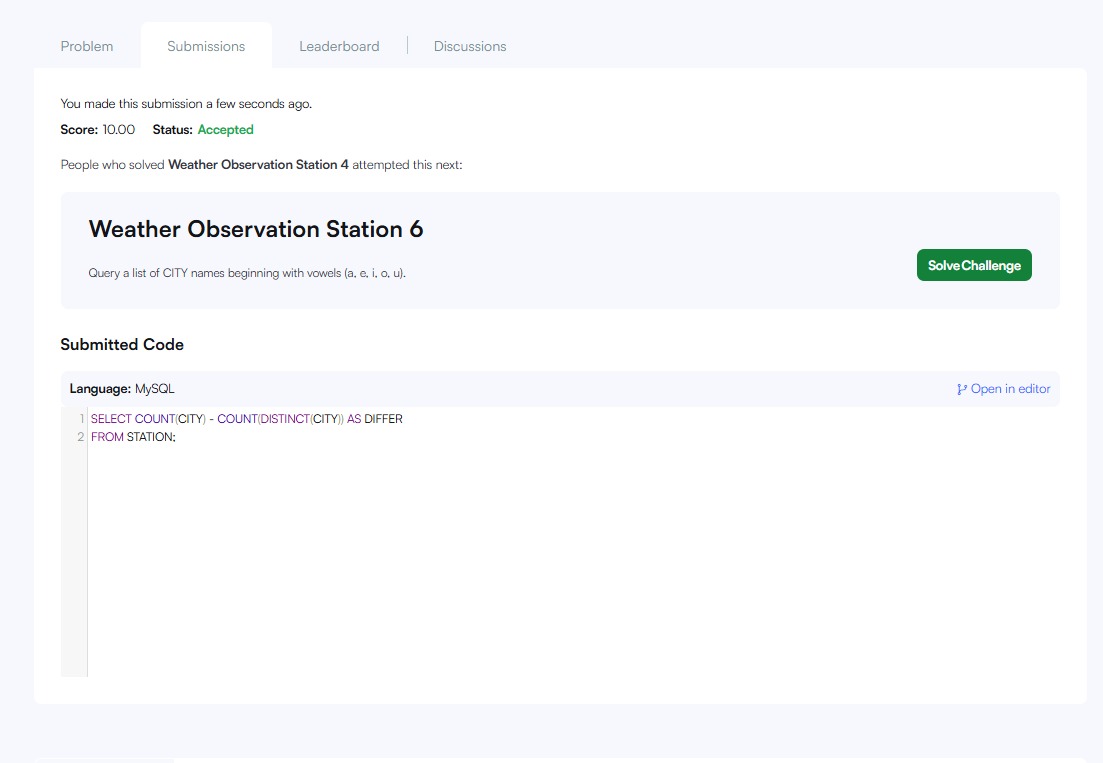 Problem Submissions Leaderboard Discussions
You made this submission a few seconds ago.
Score: 10.00 Status: Accepted
People who solved Weather Observation Station 4 attempted this next:
Weather Observation Station 6
Query a list of CITY names beginning with vowels (a, e, i, o, u).
Solve Challenge
Submitted Code
Language: MySQL Open in editor
1 SELECT COUNT(CITY) - COUNT(DISTINCT(CITY)) AS DIFFER
2 FROM STATION;